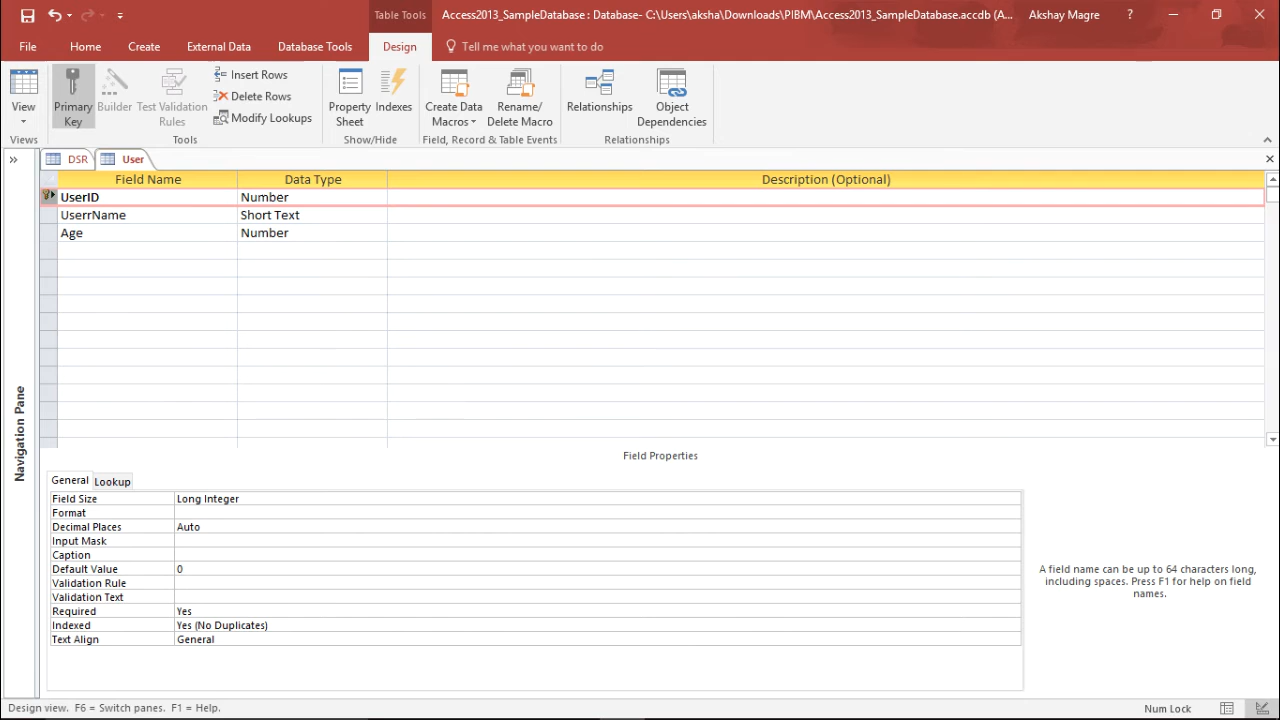 Table Tools
Access2013_SampleDatabase : Database- C:\Users\aksha\Downloads\PIBM\Access2013_SampleDatabase.accdb (A...
Akshay Magre
?
File
Home
Create
External Data
Database Tools
Design
Tell me what you want to do
View
Primary Key
Builder
Test Validation Rules
Insert Rows
Delete Rows
Modify Lookups
Property Sheet
Indexes
Create Data Macros
Rename/ Delete Macro
Relationships
Object Dependencies
Views
Tools
Show/Hide
Field, Record & Table Events
Relationships
DSR
User
Field Name
Data Type
Description (Optional)
UserID
Number
UserrName
Short Text
Age
Number
Navigation Pane
Field Properties
General
Lookup
Field Size
Long Integer
Format
Decimal Places
Auto
Input Mask
Caption
Default Value
0
Validation Rule
Validation Text
Required
Yes
Indexed
Yes (No Duplicates)
Text Align
General
A field name can be up to 64 characters long,
including spaces. Press F1 for help on field
names.
Design view. F6 = Switch panes. F1 = Help.
Num Lock